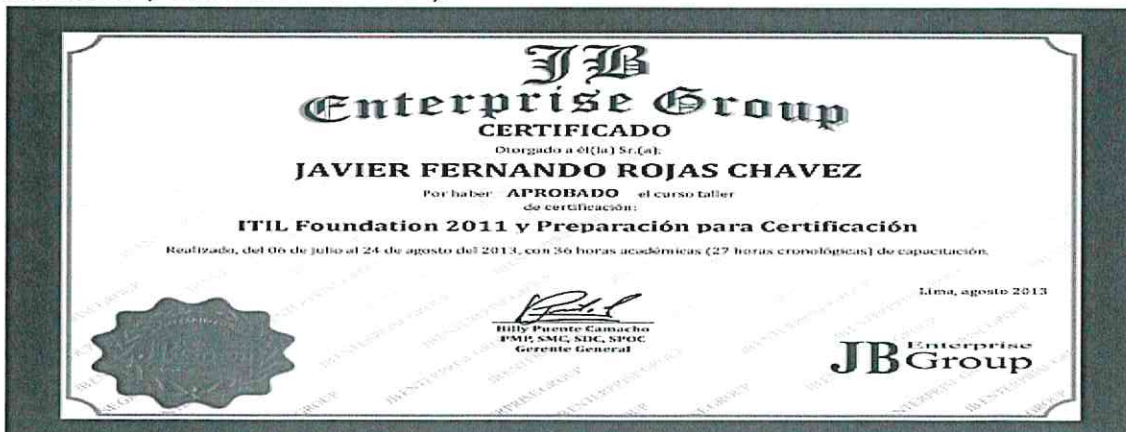 JB
Enterprise Group
CERTIFICADO
Otorgado a él(la) Sr.(a):
JAVIER FERNANDO ROJAS CHAVEZ
Por haber APROBADO el curso taller
de certificación:
ITIL Foundation 2011 y Preparación para Certificación
Realizado, del 06 de julio al 24 de agosto del 2013, con 36 horas académicas (27 horas cronológicas) de capacitación.
Lima, agosto 2013
Billy Puente Camacho
PMP, SMC, SDC, SPOC
Gerente General
JB Enterprise
Group